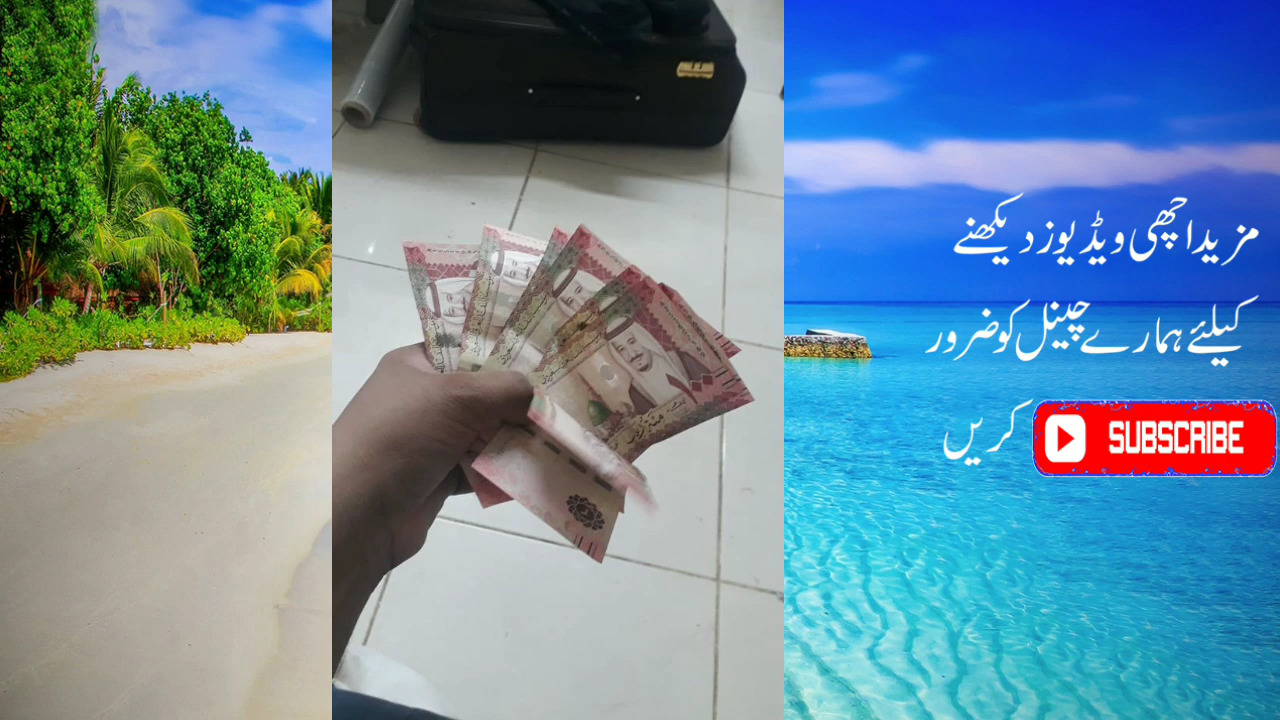 مزید اچھی ویڈیوز دیکھنے
کیلئے ہمارے چینل کو ضرور
SUBSCRIBE کریں